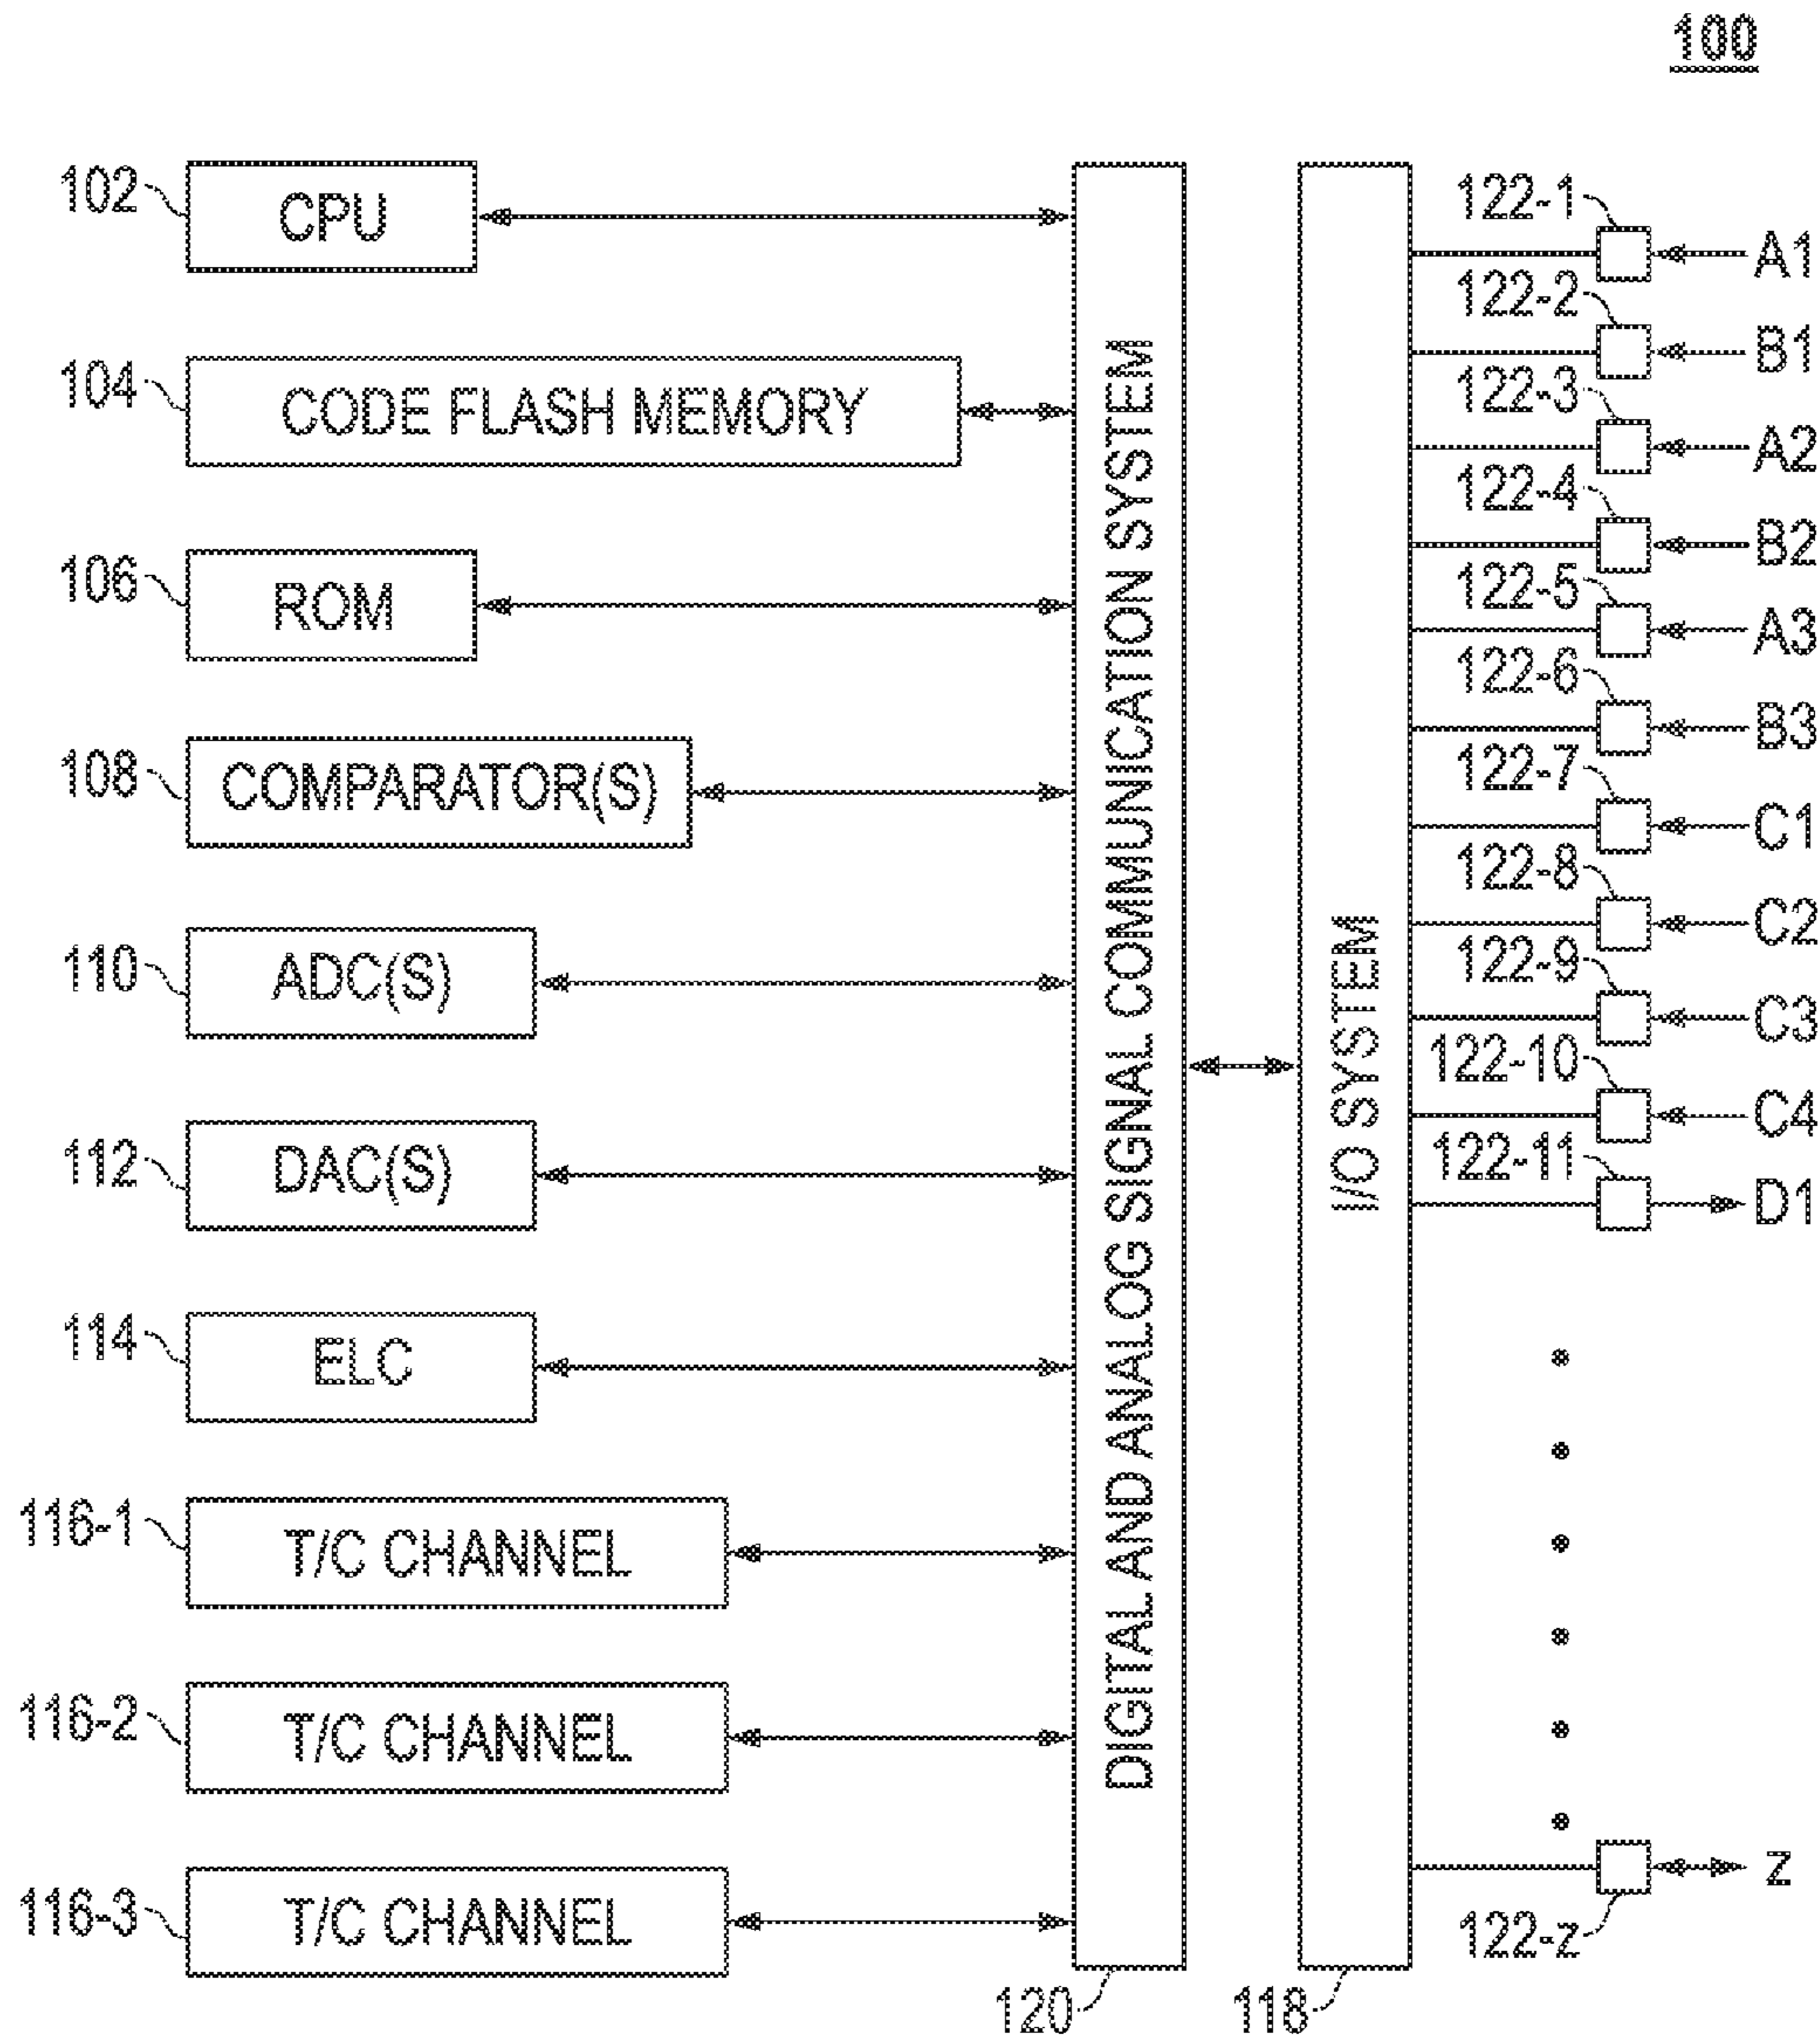 100
102
CPU
104
CODE FLASH MEMORY
106
ROM
108
COMPARATOR(S)
110
ADC(S)
112
DAC(S)
114
ELC
116-1
T/C CHANNEL
116-2
T/C CHANNEL
116-3
T/C CHANNEL
DIGITAL AND ANALOG SIGNAL COMMUNICATION SYSTEM
120
I/O SYSTEM
118
122-1
A1
122-2
B1
122-3
A2
122-4
B2
122-5
A3
122-6
B3
122-7
C1
122-8
C2
122-9
C3
122-10
C4
122-11
D1
z
122-z